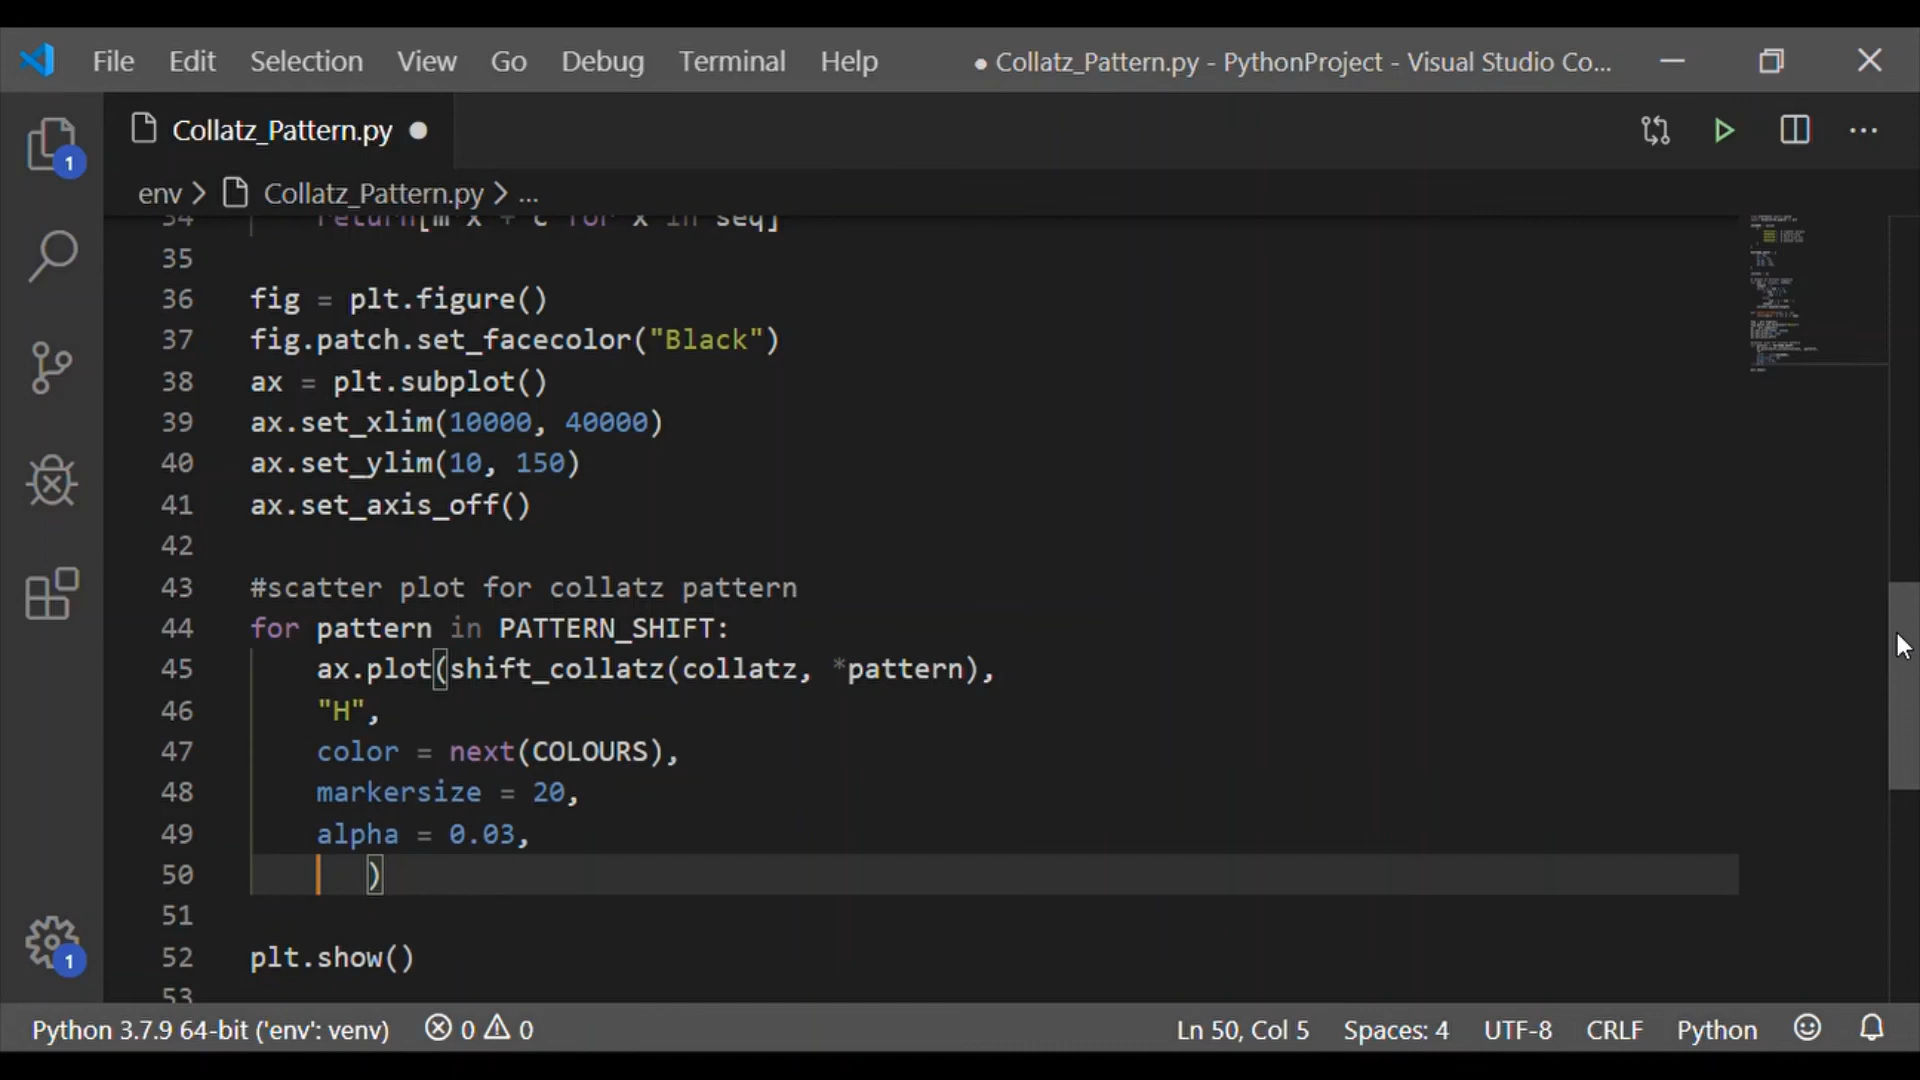 File Edit Selection View Go Debug Terminal Help ● Collatz_Pattern.py - PythonProject - Visual Studio Co...
Collatz_Pattern.py ●
1
env > Collatz_Pattern.py > ...
34 return[m*x + c for x in seq]
35
36 fig = plt.figure()
37 fig.patch.set_facecolor("Black")
38 ax = plt.subplot()
39 ax.set_xlim(10000, 40000)
40 ax.set_ylim(10, 150)
41 ax.set_axis_off()
42
43 #scatter plot for collatz pattern
44 for pattern in PATTERN_SHIFT:
45 ax.plot(shift_collatz(collatz, *pattern),
46 "H",
47 color = next(COLOURS),
48 markersize = 20,
49 alpha = 0.03,
50 )
51
52 plt.show()
53
1
Python 3.7.9 64-bit ('env': venv) 0 0 Ln 50, Col 5 Spaces: 4 UTF-8 CRLF Python